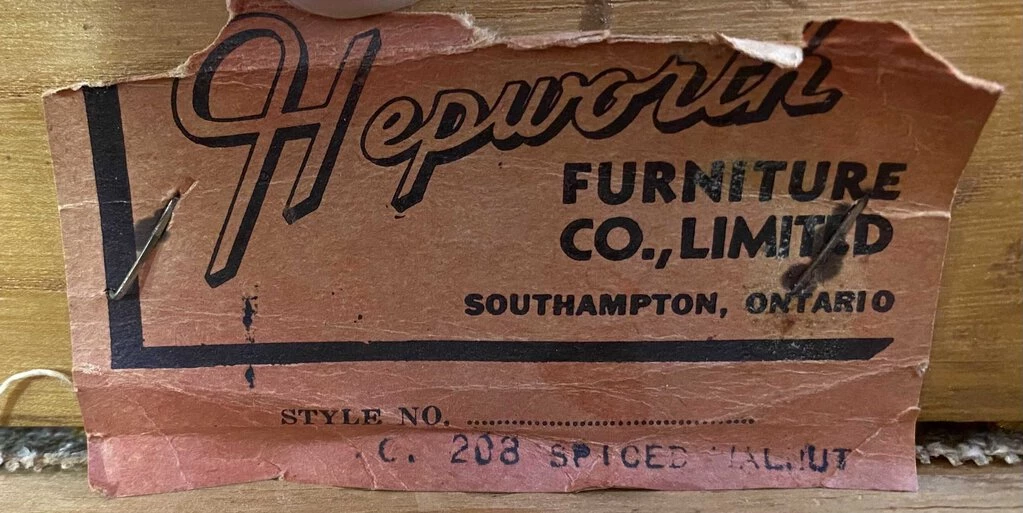 Hepworth
FURNITURE
CO., LIMITED
SOUTHAMPTON, ONTARIO
STYLE NO. ........................................
C. 208 SPICED WALNUT